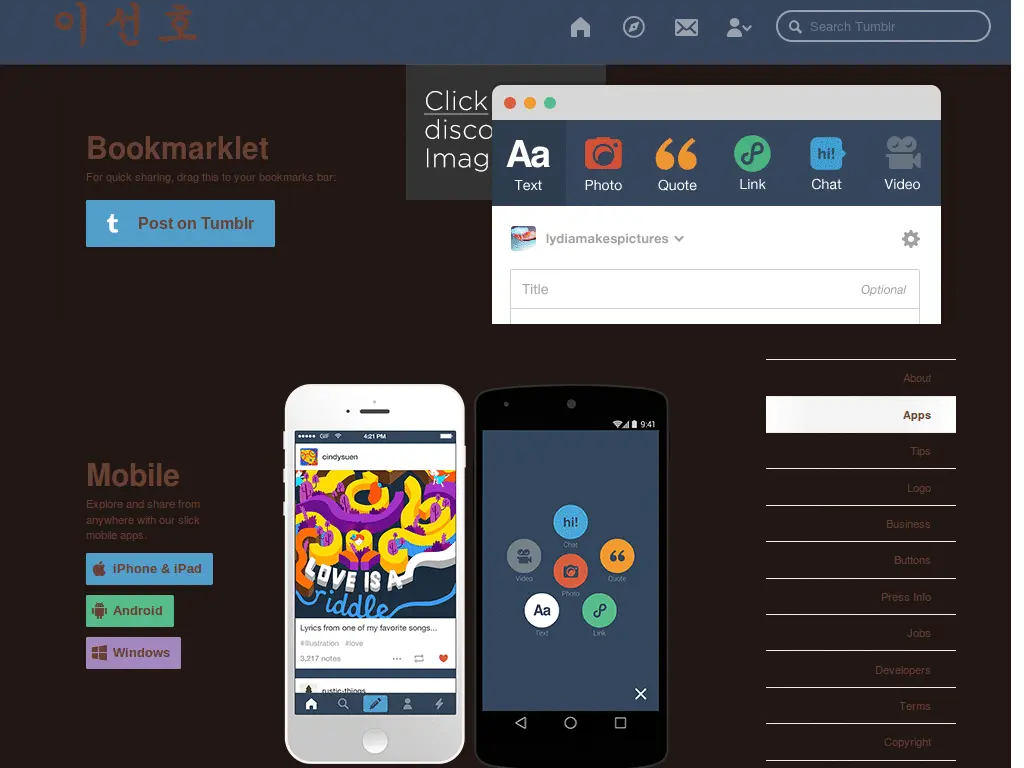 이선호
Search Tumblr
Click
disco
Imag
Bookmarklet
For quick sharing, drag this to your bookmarks bar:
t Post on Tumblr
Aa
hi!
Text
Photo
Quote
Link
Chat
Video
lydiamakespictures
Title
Optional
Mobile
Explore and share from
anywhere with our slick
mobile apps.
iPhone & iPad
Android
Windows
GIF
4:21 PM
cindysuen
LOVE IS A
riddle
Lyrics from one of my favorite songs...
#illustration #love
3,217 notes
rustic-things
9:41
hi!
Chat
Video
Quote
Photo
Aa
Text
Link
About
Apps
Tips
Logo
Business
Buttons
Press Info
Jobs
Developers
Terms
Copyright